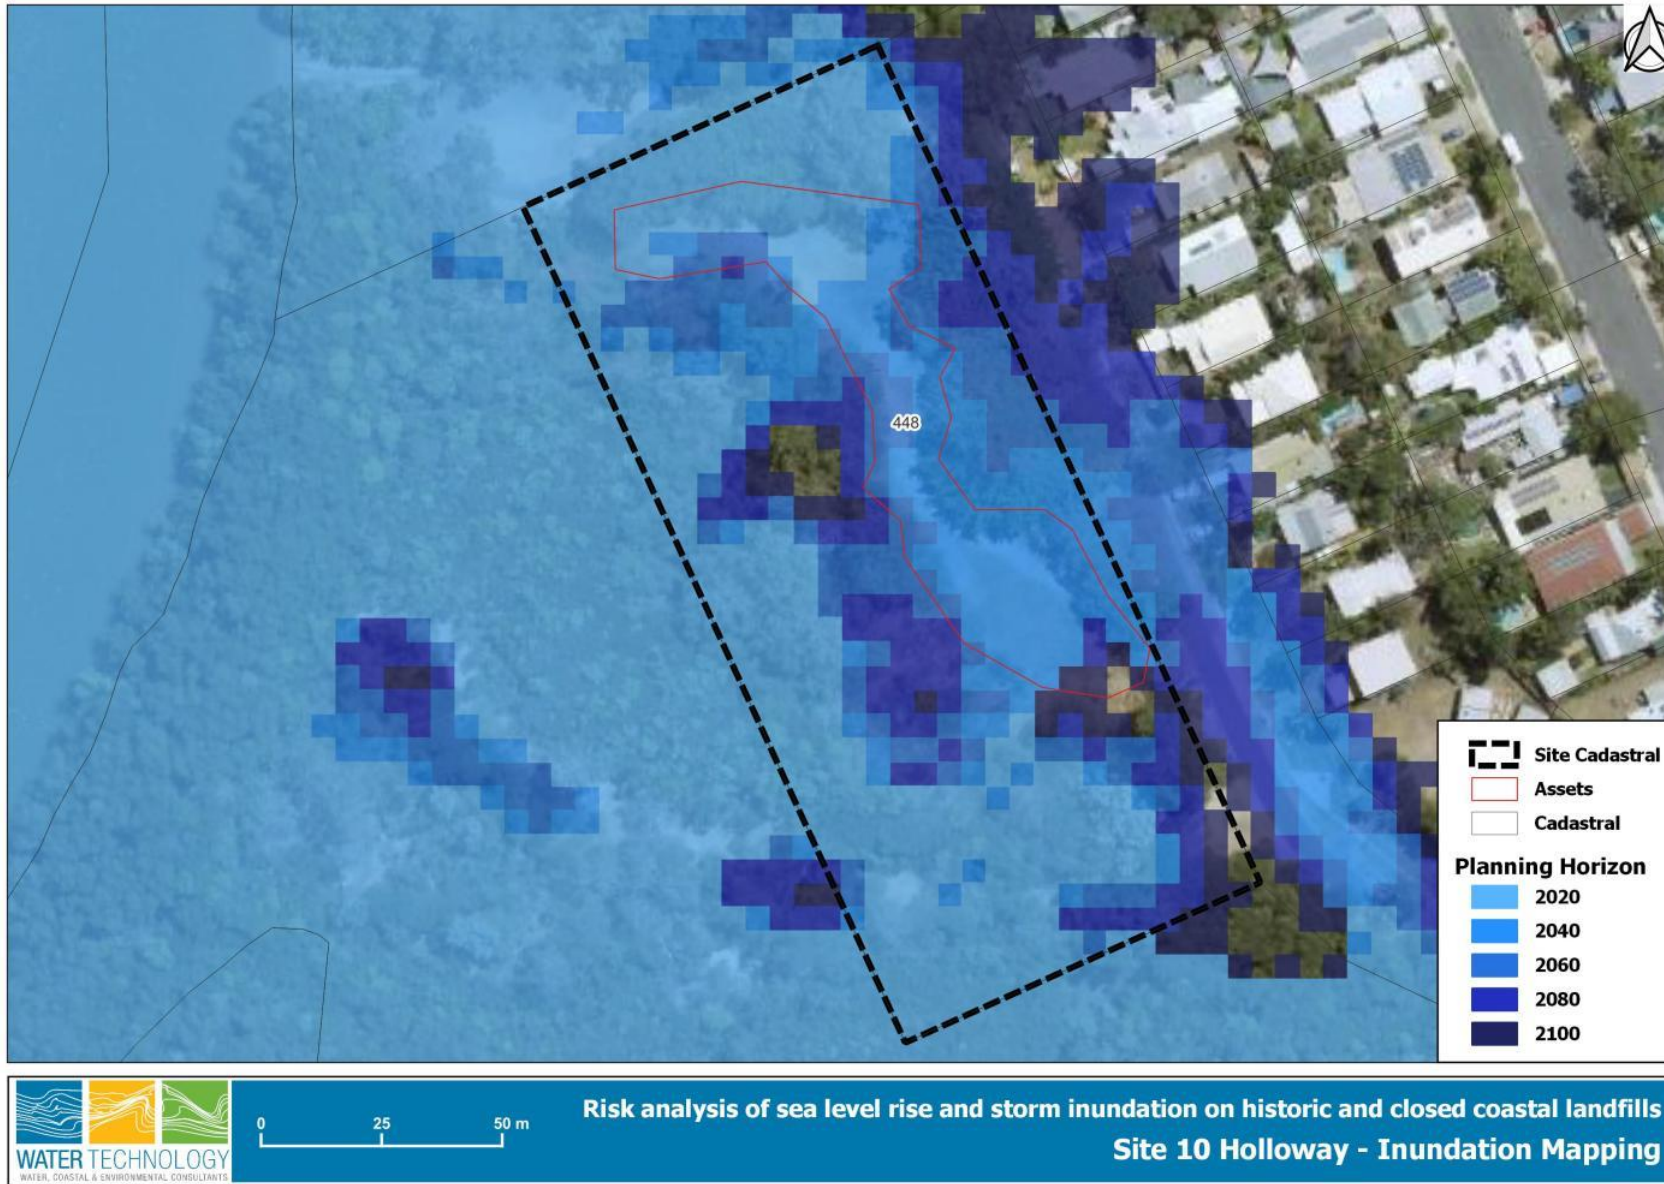 448
Site Cadastral
Assets
Cadastral
Planning Horizon
2020
2040
2060
2080
2100
WATER TECHNOLOGY
WATER, COASTAL & ENVIRONMENTAL CONSULTANTS
0 25 50 m
Risk analysis of sea level rise and storm inundation on historic and closed coastal landfills
Site 10 Holloway - Inundation Mapping